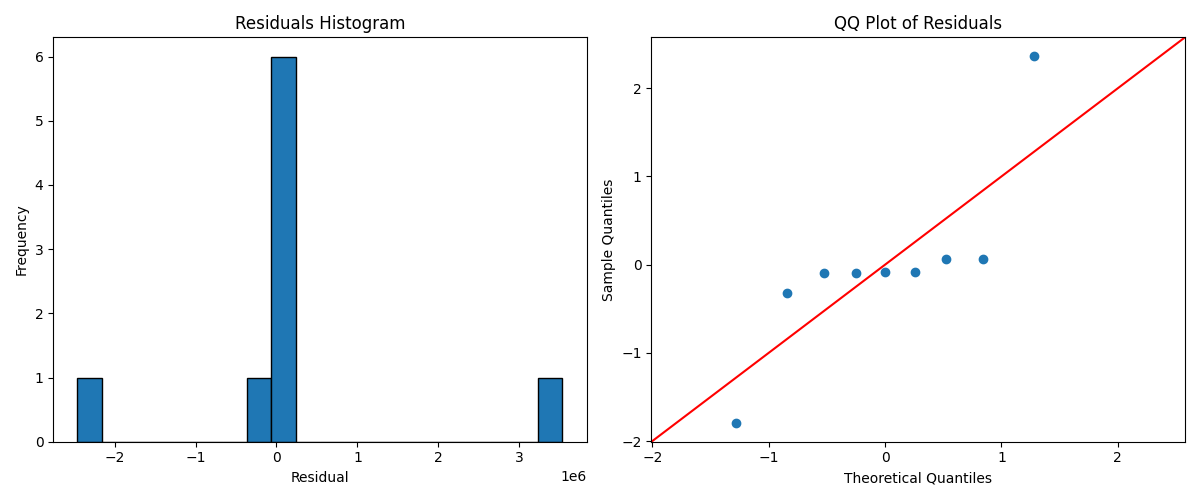 Residuals Histogram
Frequency
6
5
4
3
2
1
0
−2 −1 0 1 2 3
1e6
Residual
QQ Plot of Residuals
Sample Quantiles
2
1
0
−1
−2
−2 −1 0 1 2
Theoretical Quantiles